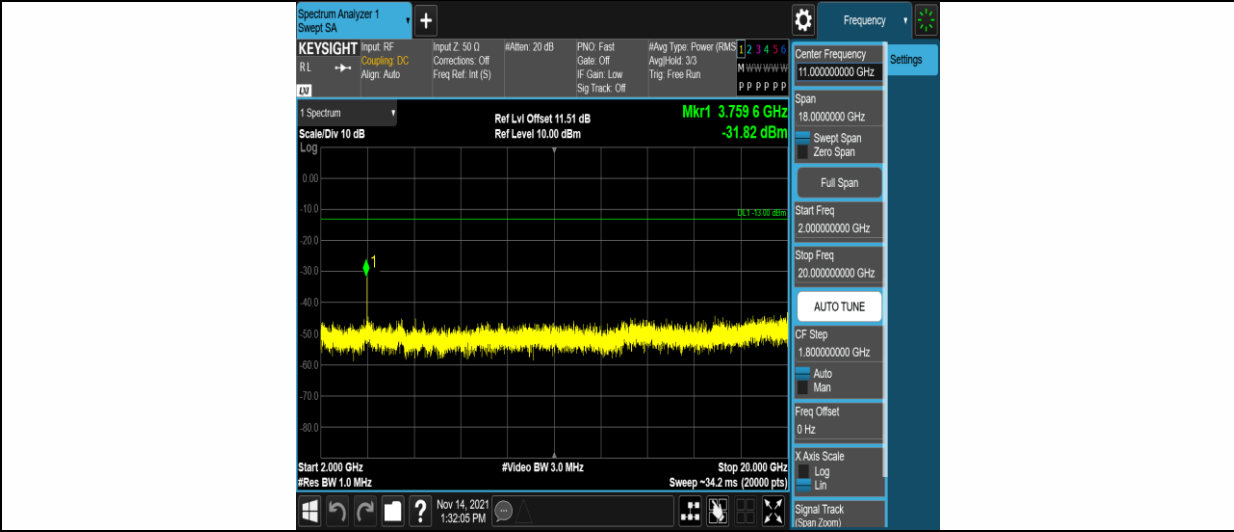 Spectrum Analyzer 1
Swept SA
+
Frequency
KEYSIGHT
RL
LXI
Input: RF
Coupling: DC
Align: Auto
Input Z: 50 Ω
Corrections: Off
Freq Ref: Int (S)
#Atten: 20 dB
PNO: Fast
Gate: Off
IF Gain: Low
Sig Track: Off
#Avg Type: Power (RMS
Avg|Hold: 3/3
Trig: Free Run
1 2 3 4 5 6
M W W W W W
P P P P P P
1 Spectrum
Scale/Div 10 dB
Ref Lvl Offset 11.51 dB
Ref Level 10.00 dBm
Mkr1 3.759 6 GHz
-31.82 dBm
Log
0.00
-10.0
DL1 -13.00 dBm
-20.0
1
-30.0
-40.0
-50.0
-60.0
-70.0
-80.0
Start 2.000 GHz
#Res BW 1.0 MHz
#Video BW 3.0 MHz
Stop 20.000 GHz
Sweep ~34.2 ms (20000 pts)
?
Nov 14, 2021
1:32:05 PM
Center Frequency
11.000000000 GHz
Settings
Span
18.0000000 GHz
Swept Span
Zero Span
Full Span
Start Freq
2.000000000 GHz
Stop Freq
20.000000000 GHz
AUTO TUNE
CF Step
1.800000000 GHz
Auto
Man
Freq Offset
0 Hz
X Axis Scale
Log
Lin
Signal Track
(Span Zoom)